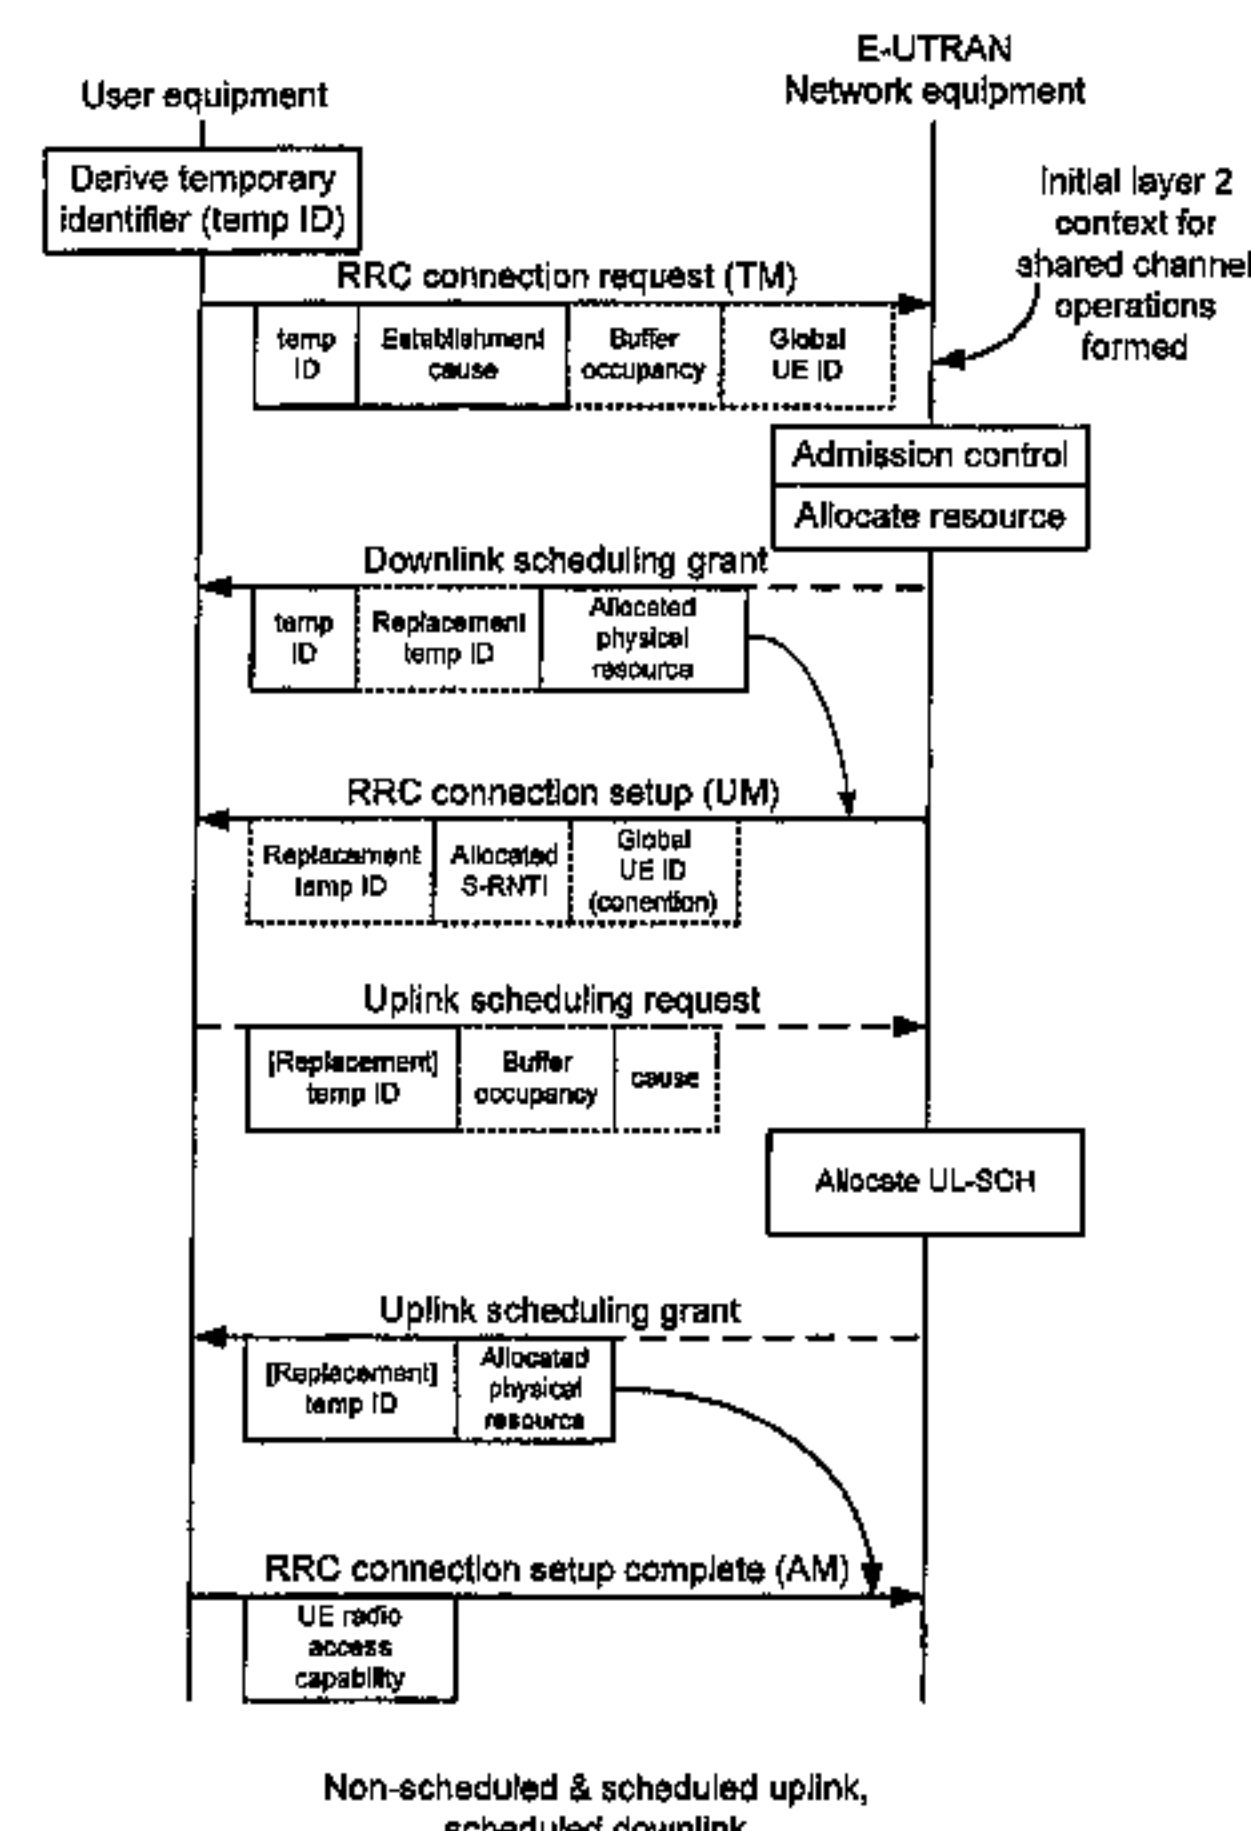 E-UTRAN
Network equipment
User equipment
Derive temporary
identifier (temp ID)
Initial layer 2
context for
shared channel
operations
formed
RRC connection request (TM)
temp
ID
Establishment
cause
Buffer
occupancy
Global
UE ID
Admission control
Allocate resource
Downlink scheduling grant
temp
ID
Replacement
temp ID
Allocated
physical
resource
RRC connection setup (UM)
Replacement
temp ID
Allocated
S-RNTI
Global
UE ID
(conention)
Uplink scheduling request
[Replacement]
temp ID
Buffer
occupancy
cause
Allocate UL-SCH
Uplink scheduling grant
[Replacement]
temp ID
Allocated
physical
resource
RRC connection setup complete (AM)
UE radio
access
capability
Non-scheduled & scheduled uplink,
scheduled downlink